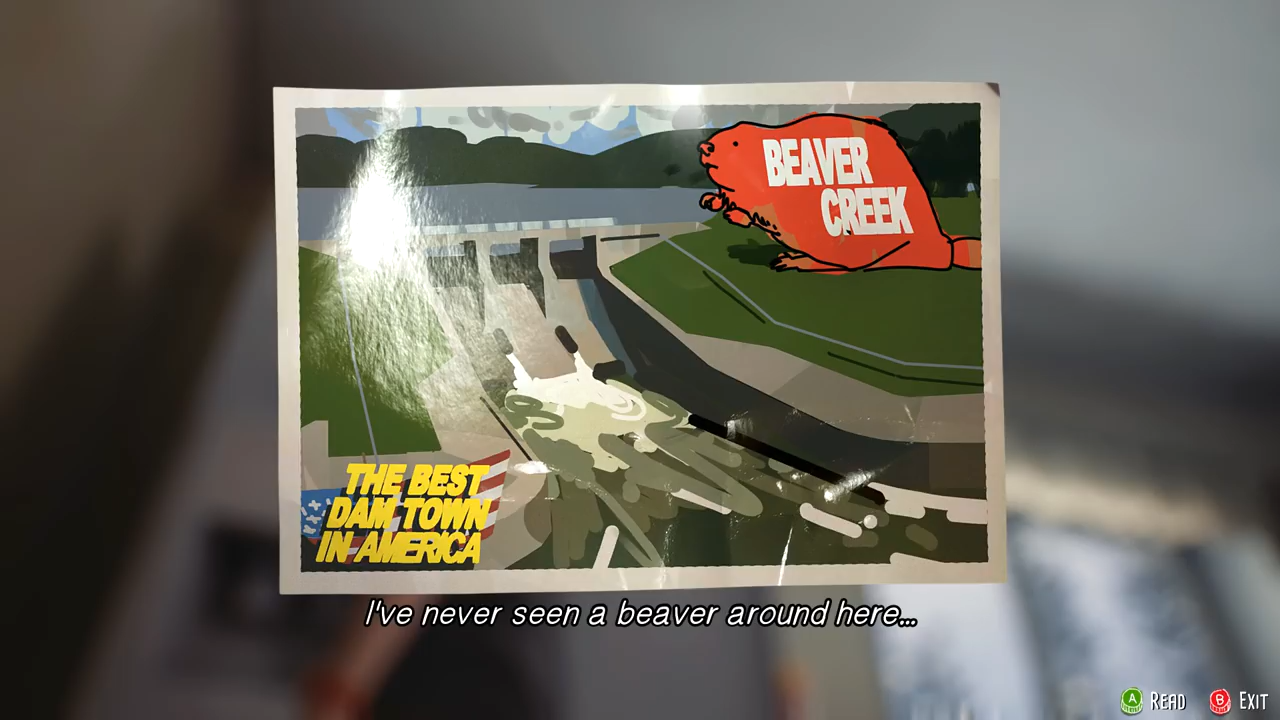 BEAVER
CREEK
THE BEST
DAM TOWN
IN AMERICA
I've never seen a beaver around here...
A READ B EXIT